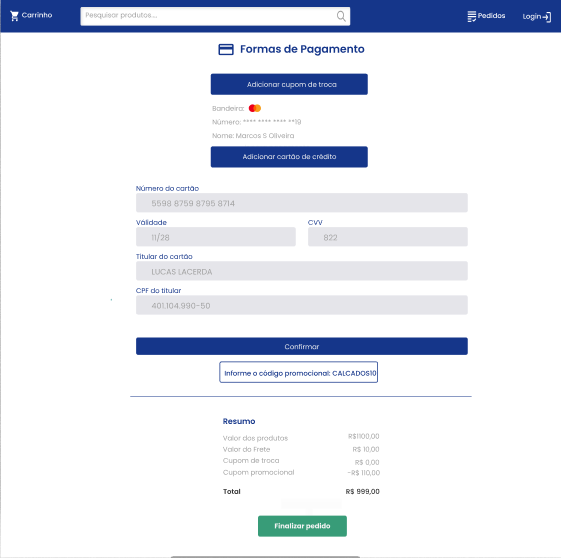 Carrinho
Pesquisar produtos...
Pedidos
Login
Formas de Pagamento
Adicionar cupom de troca
Bandeira:
Número: **** **** **** **19
Nome: Marcos S Oliveira
Adicionar cartão de crédito
Número do cartão
5598 8759 8795 8714
Válidade CVV
11/28 822
Titular do cartão
LUCAS LACERDA
CPF do titular
401.104.990-50
Confirmar
Informe o código promocional: CALCADOS10
Resumo
Valor dos produtos R$1100,00
Valor do Frete R$ 10,00
Cupom de troca R$ 0,00
Cupom promocional -R$ 110,00
Total R$ 999,00
Finalizar pedido